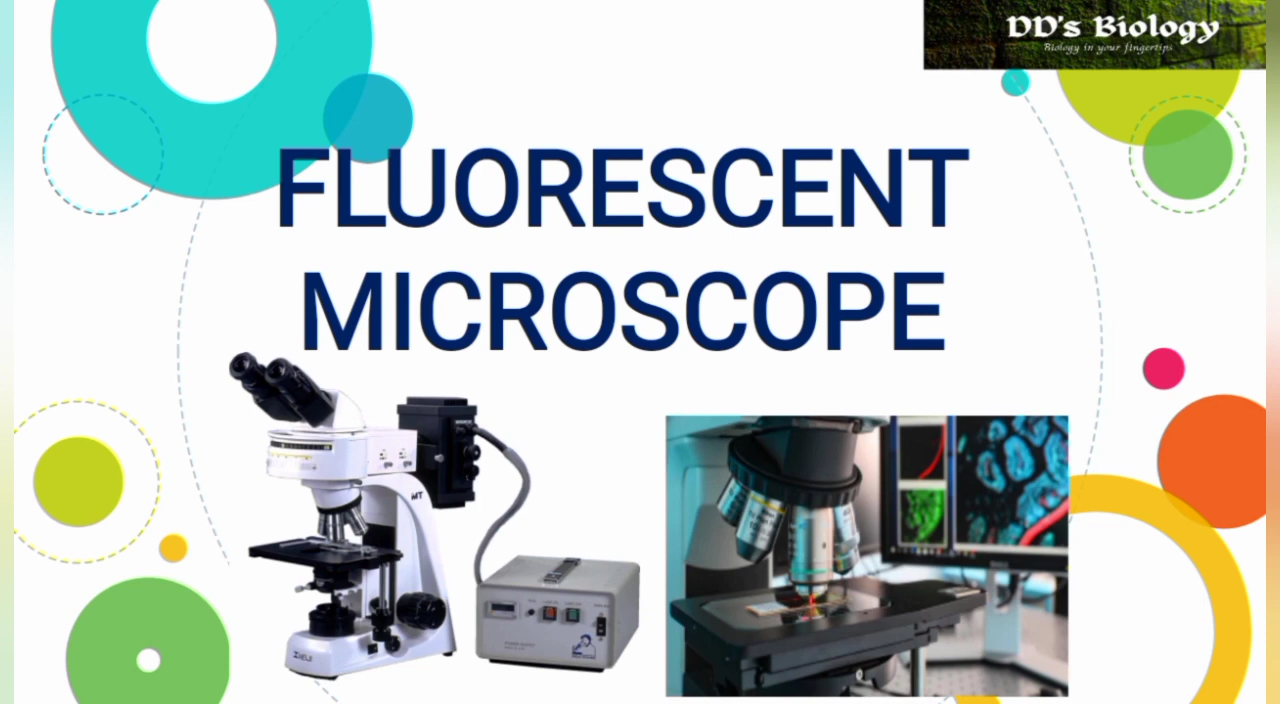 DD's Biology
Biology in your fingertips
FLUORESCENT
MICROSCOPE
MT